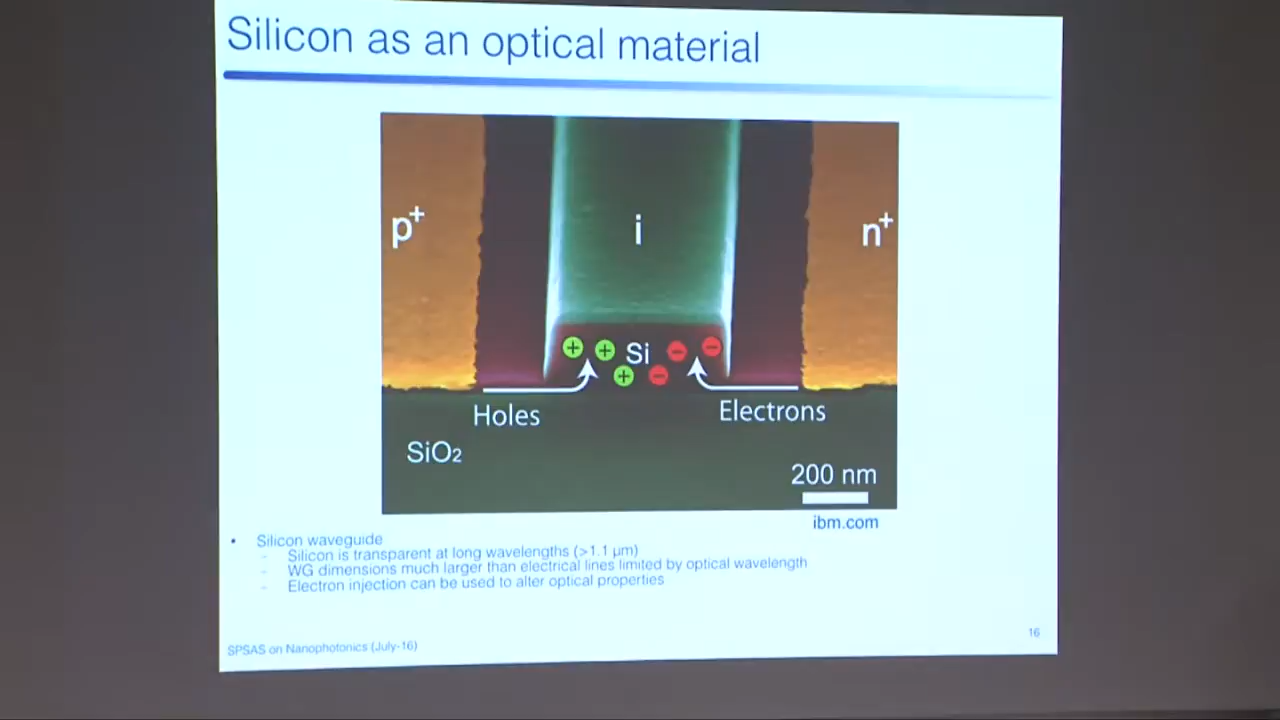 Silicon as an optical material
p+
i
n+
+ + Si - -
+ -
Holes
Electrons
SiO2
200 nm
ibm.com
• Silicon waveguide
- Silicon is transparent at long wavelengths (>1.1 µm)
- WG dimensions much larger than electrical lines limited by optical wavelength
- Electron injection can be used to alter optical properties
SPSAS on Nanophotonics (July-16)
16